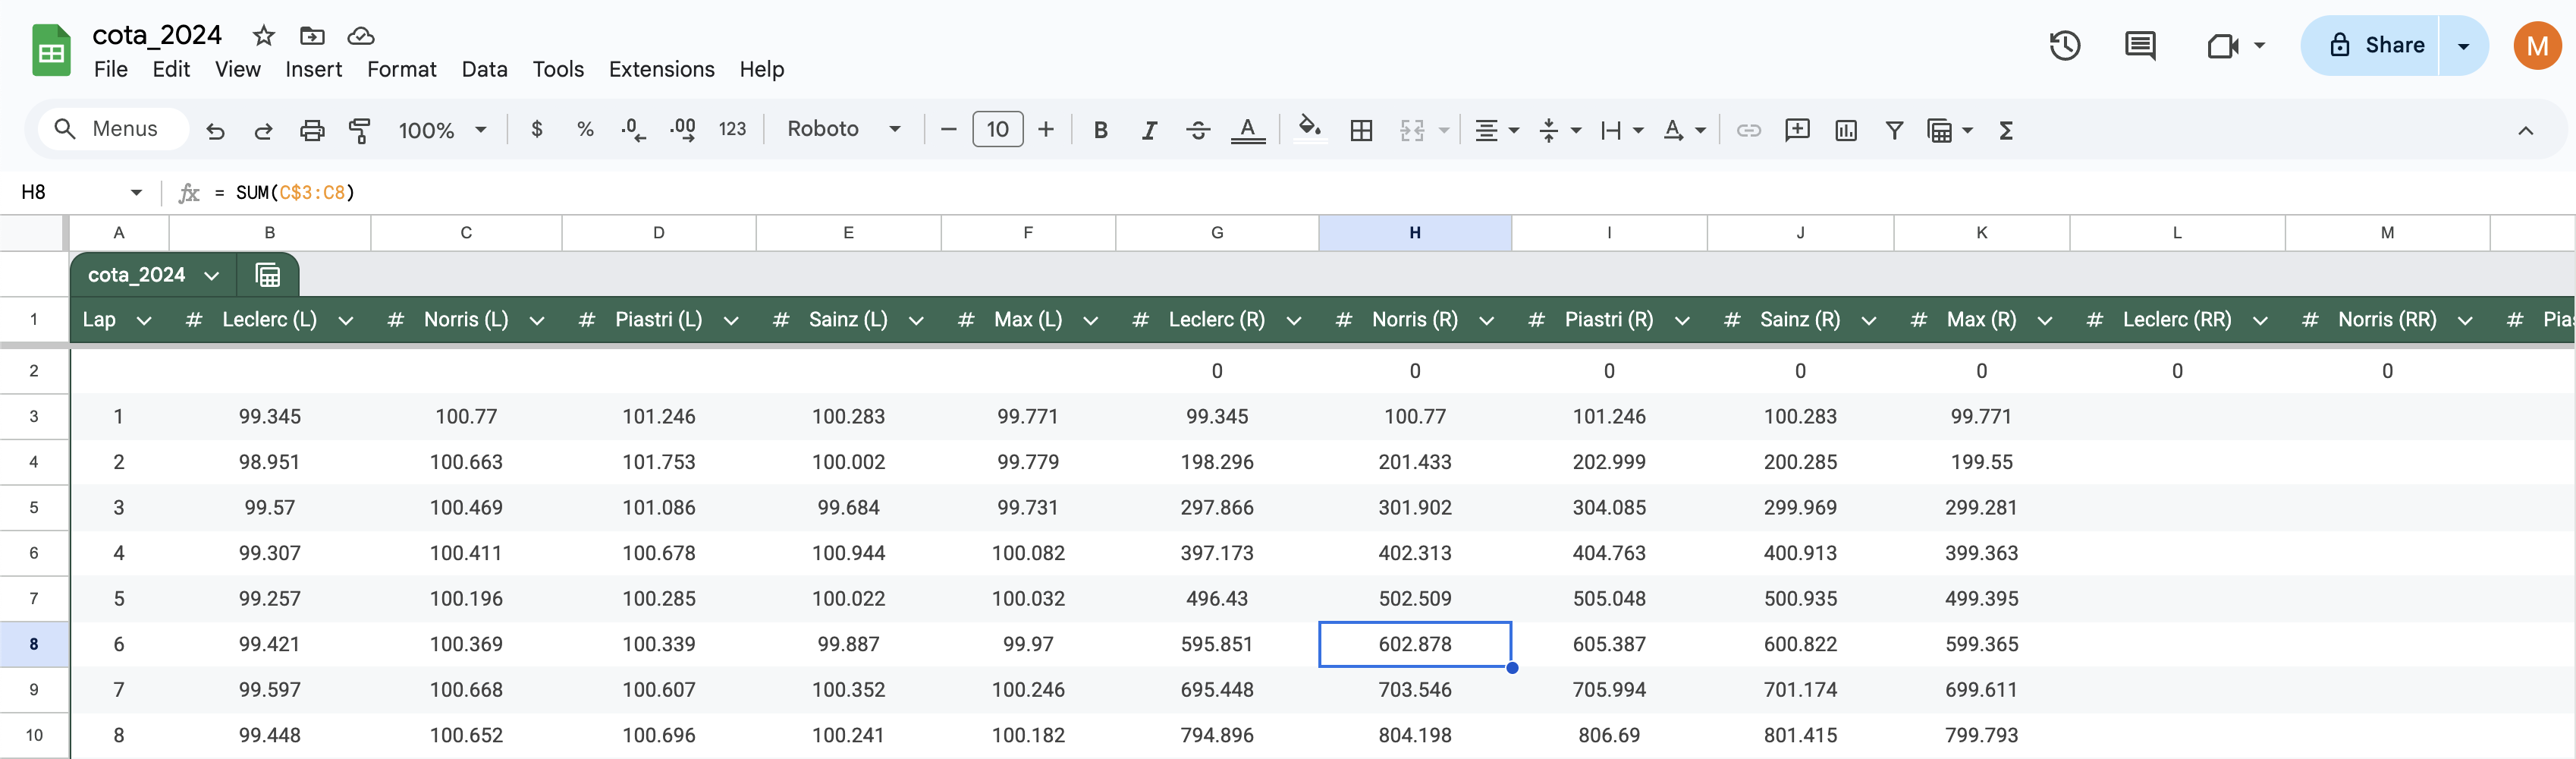 cota_2024
File Edit View Insert Format Data Tools Extensions Help
Share
M
Menus 100% $ % .0 .00 123 Roboto 10 B I A A Σ
H8 fx = SUM(C$3:C8)
A B C D E F G H I J K L M
cota_2024
1 Lap # Leclerc (L) # Norris (L) # Piastri (L) # Sainz (L) # Max (L) # Leclerc (R) # Norris (R) # Piastri (R) # Sainz (R) # Max (R) # Leclerc (RR) # Norris (RR) # Pias
2 0 0 0 0 0 0 0
3 1 99.345 100.77 101.246 100.283 99.771 99.345 100.77 101.246 100.283 99.771
4 2 98.951 100.663 101.753 100.002 99.779 198.296 201.433 202.999 200.285 199.55
5 3 99.57 100.469 101.086 99.684 99.731 297.866 301.902 304.085 299.969 299.281
6 4 99.307 100.411 100.678 100.944 100.082 397.173 402.313 404.763 400.913 399.363
7 5 99.257 100.196 100.285 100.022 100.032 496.43 502.509 505.048 500.935 499.395
8 6 99.421 100.369 100.339 99.887 99.97 595.851 602.878 605.387 600.822 599.365
9 7 99.597 100.668 100.607 100.352 100.246 695.448 703.546 705.994 701.174 699.611
10 8 99.448 100.652 100.696 100.241 100.182 794.896 804.198 806.69 801.415 799.793